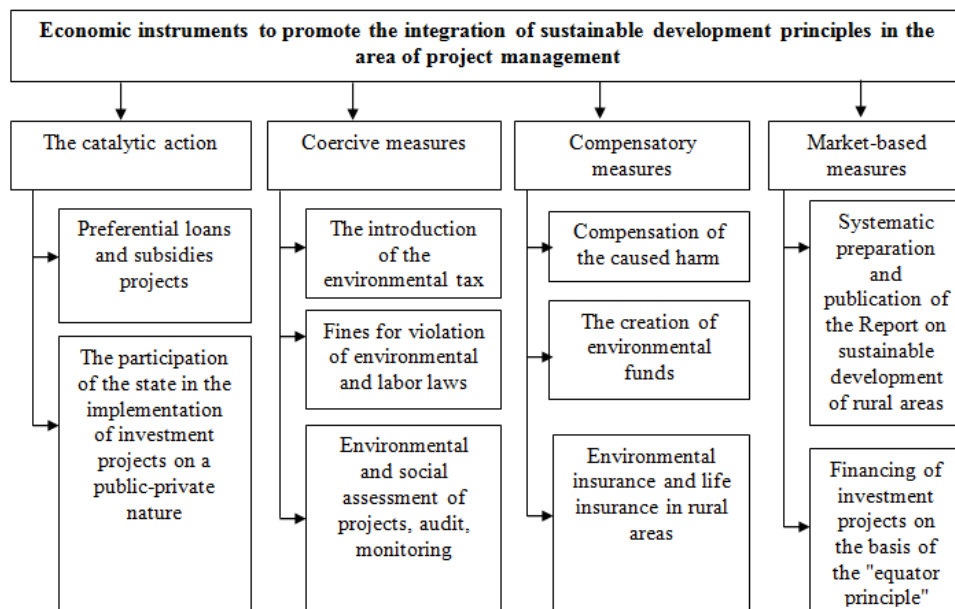 Economic instruments to promote the integration of sustainable development principles in the
area of project management
The catalytic action
Preferential loans
and subsidies
projects
The participation
of the state in the
implementation
of investment
projects on a
public-private
nature
Coercive measures
The introduction
of the
environmental tax
Fines for violation
of environmental
and labor laws
Environmental
and social
assessment of
projects, audit,
monitoring
Compensatory
measures
Compensation of
the caused harm
The creation of
environmental
funds
Environmental
insurance and life
insurance in rural
areas
Market-based
measures
Systematic
preparation
and
publication of
the Report on
sustainable
development
of rural areas
Financing of
investment
projects on
the basis of
the "equator
principle"